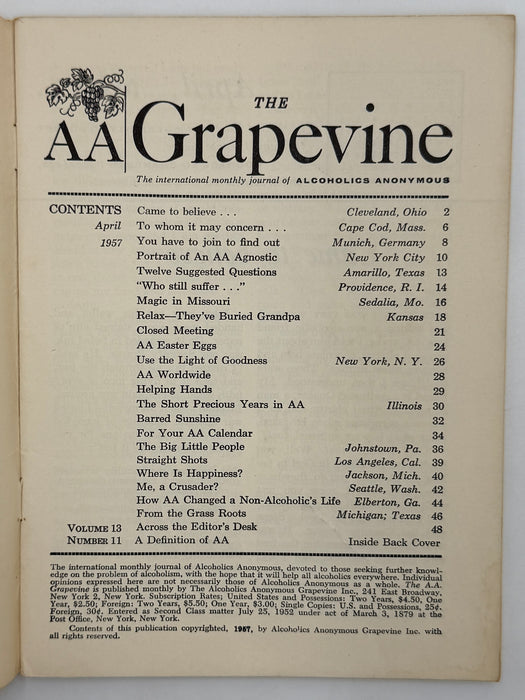 THE
AA Grapevine
The international monthly journal of ALCOHOLICS ANONYMOUS
CONTENTS Came to believe . . . Cleveland, Ohio 2
April To whom it may concern . . . Cape Cod, Mass. 6
1957 You have to join to find out Munich, Germany 8
Portrait of An AA Agnostic New York City 10
Twelve Suggested Questions Amarillo, Texas 13
"Who still suffer . . ." Providence, R. I. 14
Magic in Missouri Sedalia, Mo. 16
Relax—They've Buried Grandpa Kansas 18
Closed Meeting 21
AA Easter Eggs 24
Use the Light of Goodness New York, N. Y. 26
AA Worldwide 28
Helping Hands 29
The Short Precious Years in AA Illinois 30
Barred Sunshine 32
For Your AA Calendar 34
The Big Little People Johnstown, Pa. 36
Straight Shots Los Angeles, Cal. 39
Where Is Happiness? Jackson, Mich. 40
Me, a Crusader? Seattle, Wash. 42
How AA Changed a Non-Alcoholic's Life Elberton, Ga. 44
From the Grass Roots Michigan; Texas 46
VOLUME 13 Across the Editor's Desk 48
NUMBER 11 A Definition of AA Inside Back Cover
The international monthly journal of Alcoholics Anonymous, devoted to those seeking further knowl-
edge on the problem of alcoholism, with the hope that it will help all alcoholics everywhere. Individual
opinions expressed here are not necessarily those of Alcoholics Anonymous as a whole. The A.A.
Grapevine is published monthly by The Alcoholics Anonymous Grapevine Inc., 241 East Broadway,
New York 2, New York. Subscription Rates; United States and Possessions: Two Years, $4.50, One
Year, $2.50; Foreign: Two Years, $5.50; One Year, $3.00; Single Copies: U.S. and Possessions, 25¢.
Foreign, 30¢. Entered as Second Class matter July 25, 1952 under act of March 3, 1879 at the
Post Office, New York, New York.
Contents of this publication copyrighted, 1957, by Alcoholics Anonymous Grapevine Inc. with
all rights reserved.